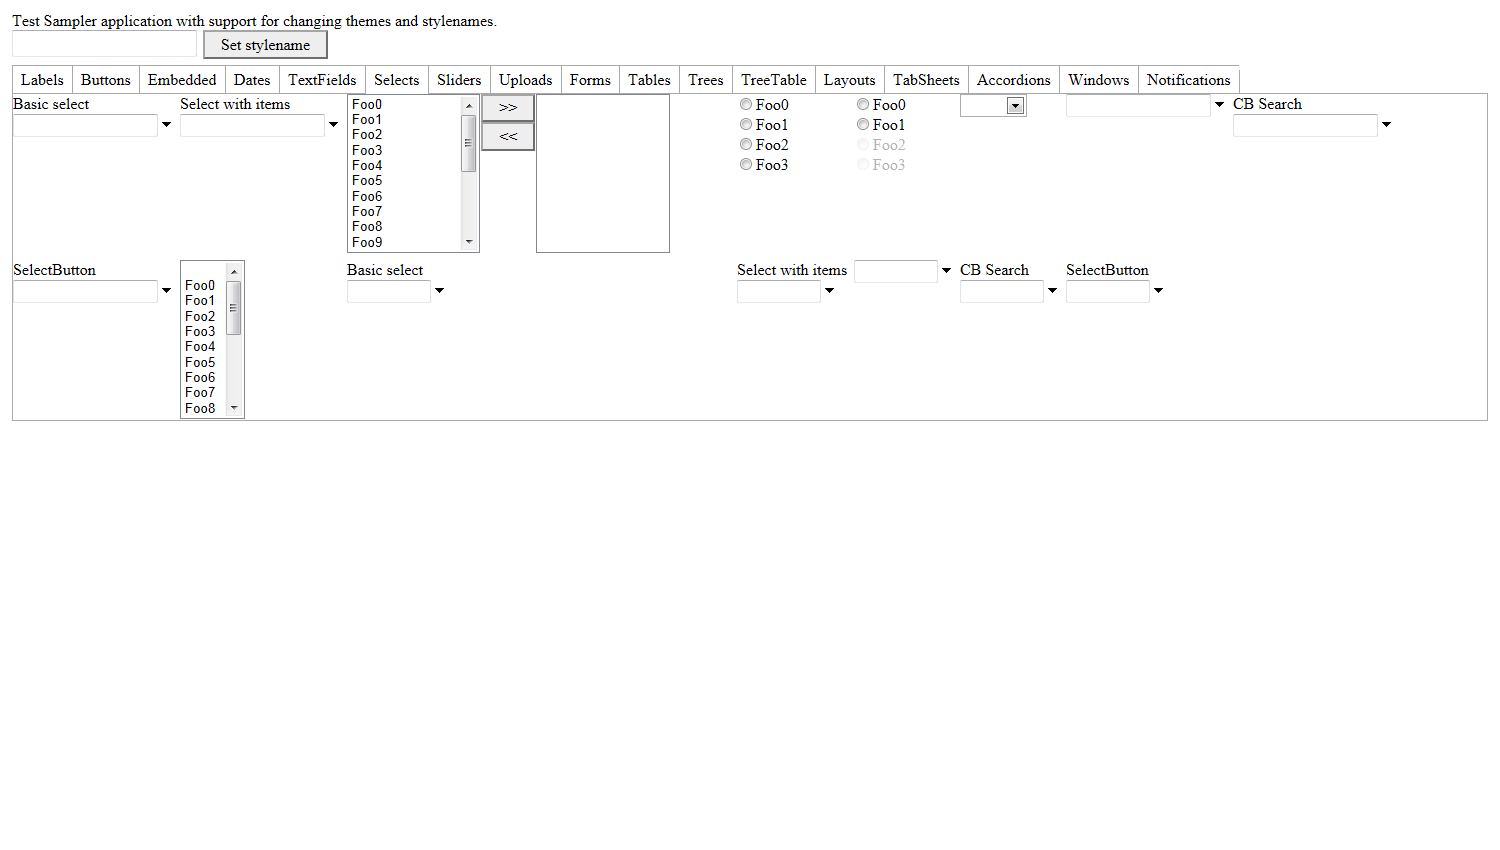 Test Sampler application with support for changing themes and stylenames.
Set stylename
Labels Buttons Embedded Dates TextFields Selects Sliders Uploads Forms Tables Trees TreeTable Layouts TabSheets Accordions Windows Notifications
Basic select
Select with items
Foo0
Foo1
Foo2
Foo3
Foo4
Foo5
Foo6
Foo7
Foo8
Foo9
>>
<<
Foo0
Foo1
Foo2
Foo3
Foo0
Foo1
Foo2
Foo3
CB Search
SelectButton
Foo0
Foo1
Foo2
Foo3
Foo4
Foo5
Foo6
Foo7
Foo8
Basic select
Select with items
CB Search
SelectButton